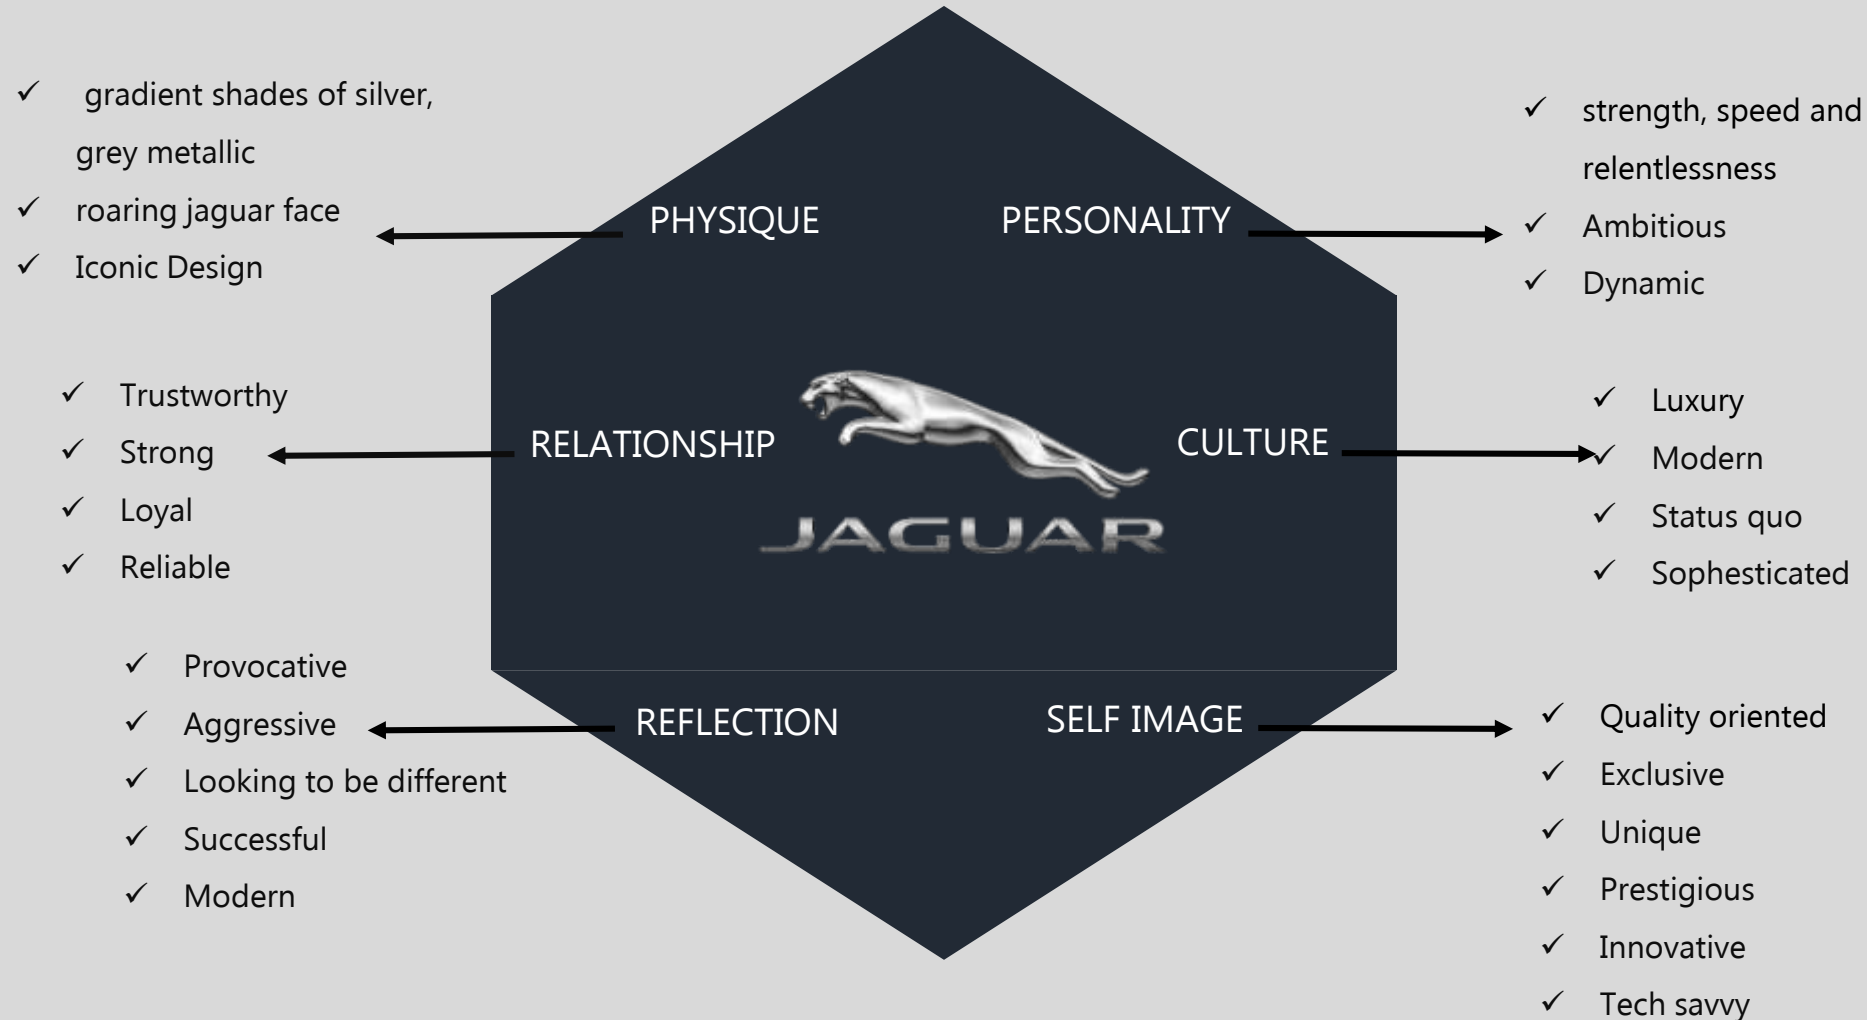 PHYSIQUE
✓ gradient shades of silver,
grey metallic
✓ roaring jaguar face
✓ Iconic Design
PERSONALITY
✓ strength, speed and
relentlessness
✓ Ambitious
✓ Dynamic
RELATIONSHIP
✓ Trustworthy
✓ Strong
✓ Loyal
✓ Reliable
JAGUAR
CULTURE
✓ Luxury
✓ Modern
✓ Status quo
✓ Sophesticated
REFLECTION
✓ Provocative
✓ Aggressive
✓ Looking to be different
✓ Successful
✓ Modern
SELF IMAGE
✓ Quality oriented
✓ Exclusive
✓ Unique
✓ Prestigious
✓ Innovative
✓ Tech savvy